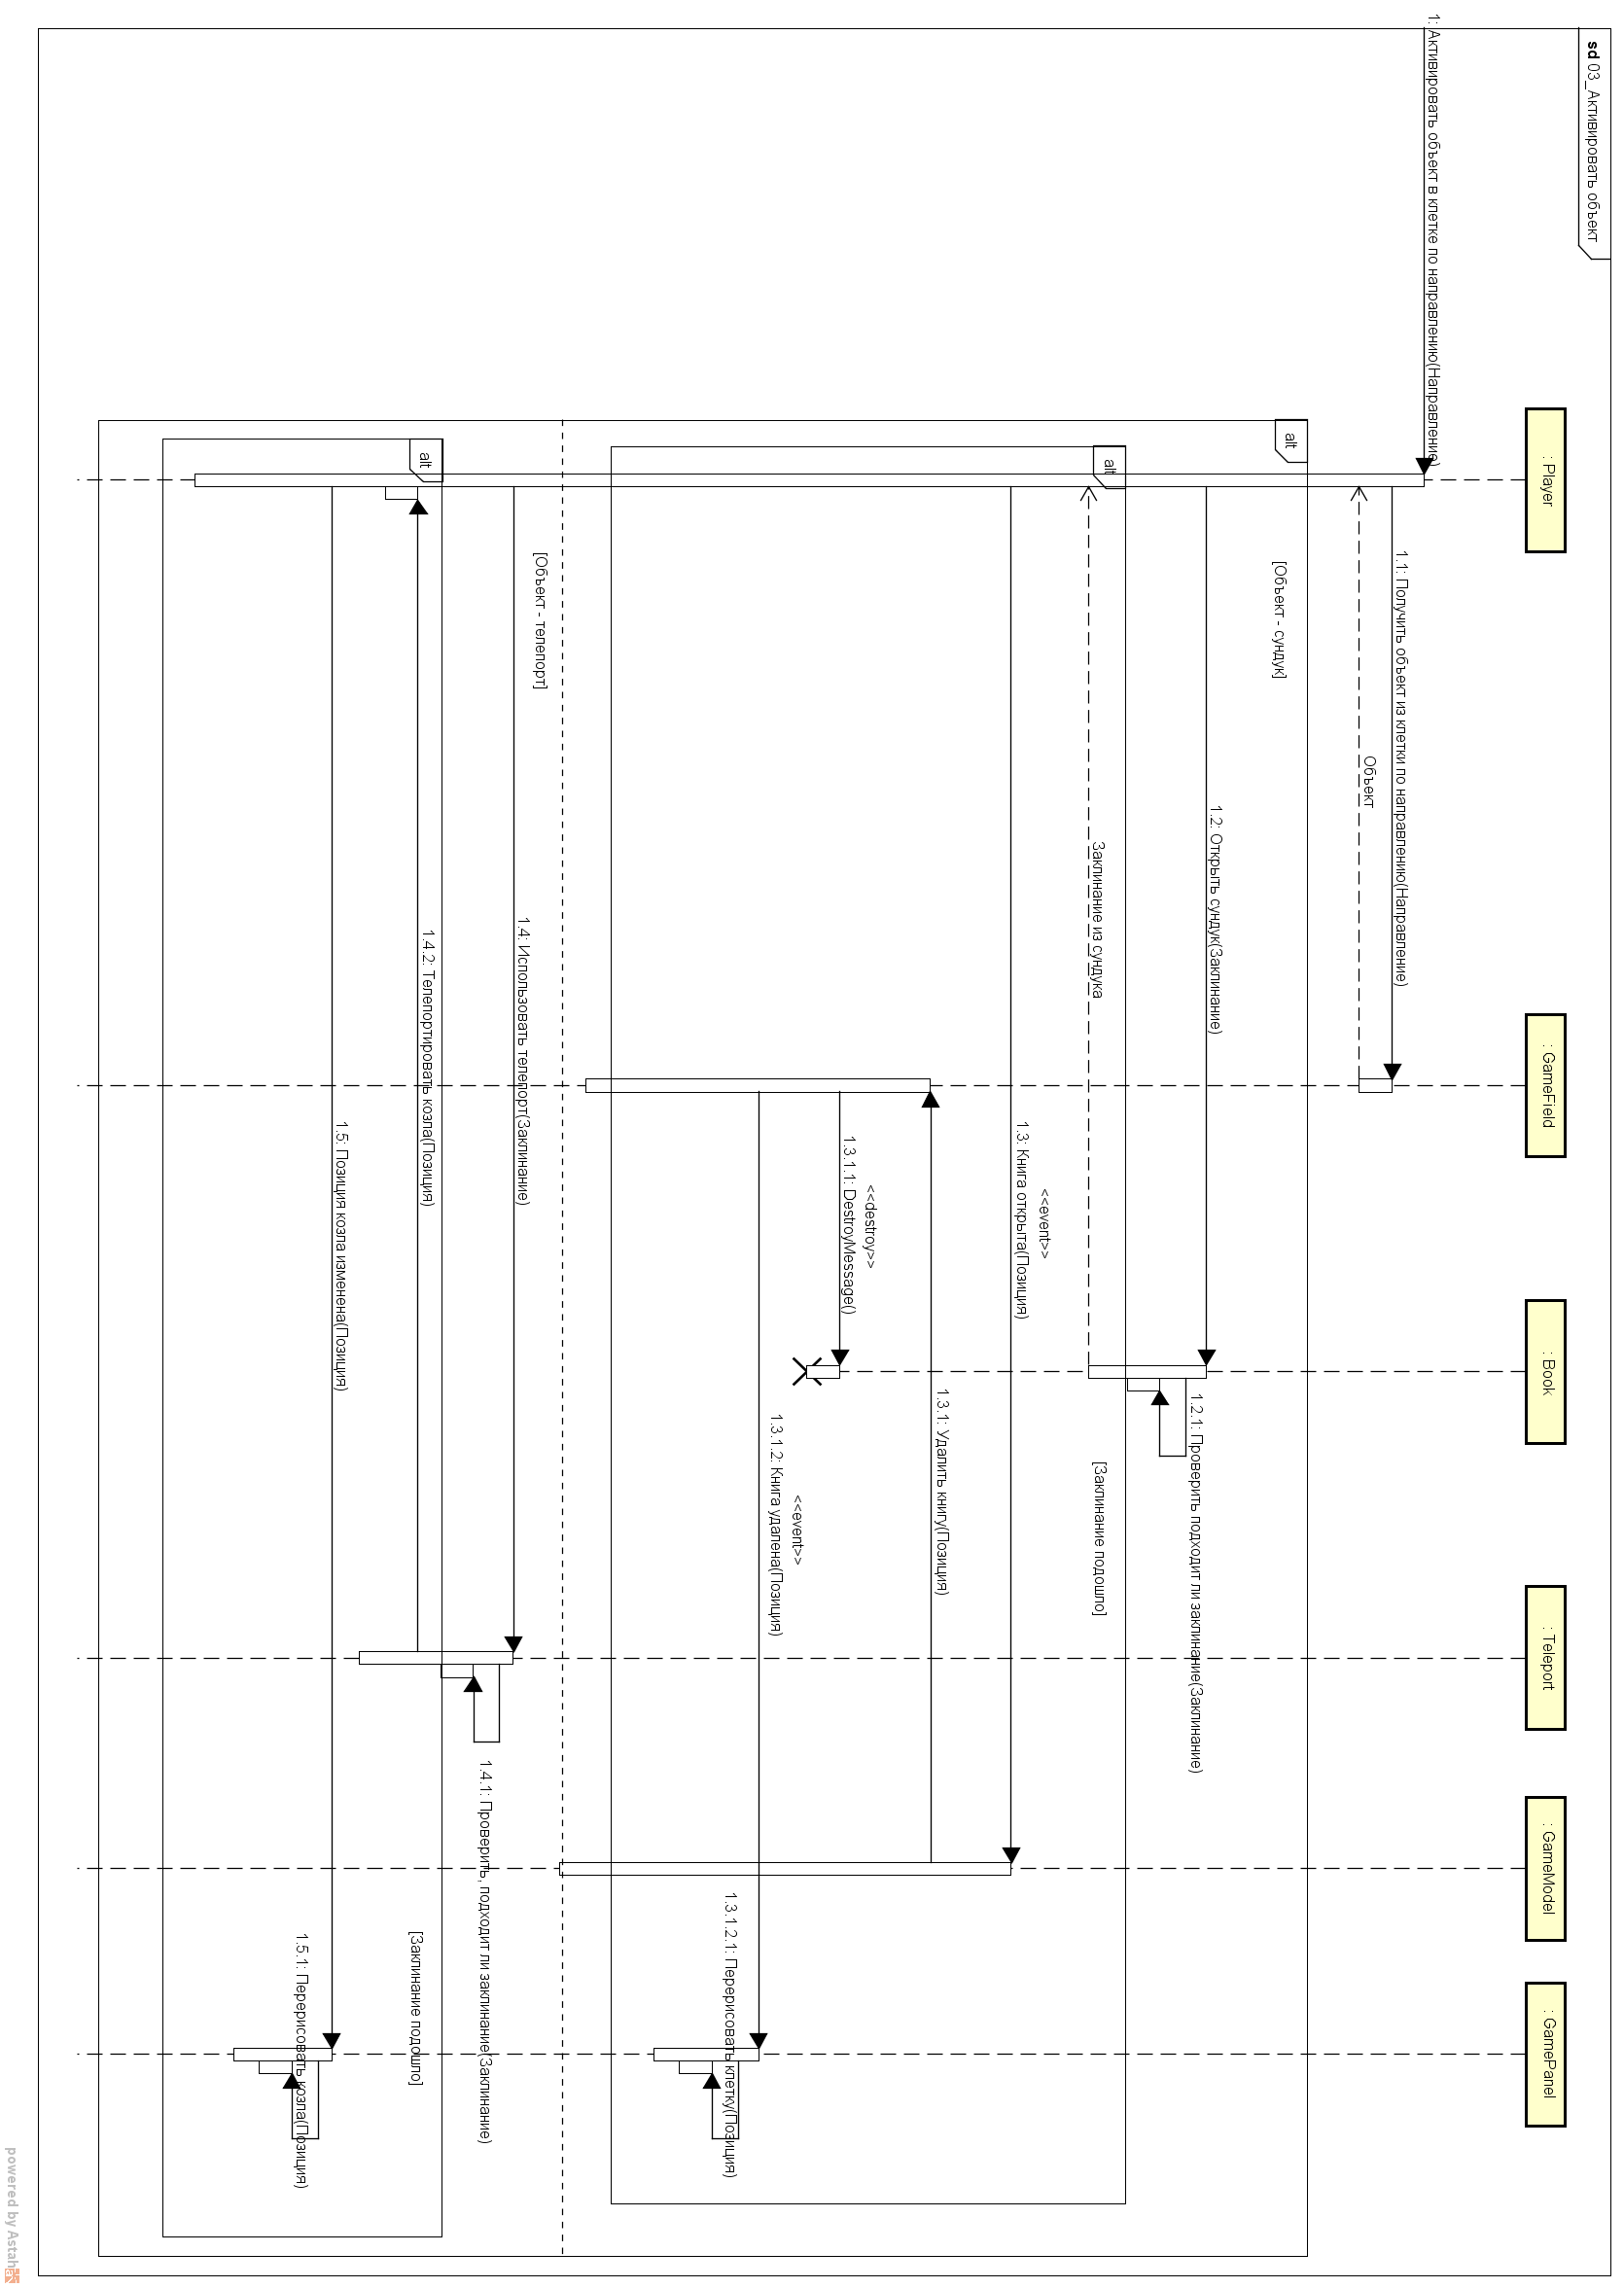 sd 03_Активировать объект
: Player
: GameField
: Book
: Teleport
: GameModel
: GamePanel
1: Активировать объект в клетке по направлению(Направление)
1.1: Получить объект из клетки по направлению(Направление)
Объект
alt
[Объект - сундук]
1.2: Открыть сундук(Заклинание)
1.2.1: Проверить подходит ли заклинание(Заклинание)
Заклинание из сундука
alt
[Заклинание подошло]
<<event>>
1.3: Книга открыта(Позиция)
1.3.1: Удалить книгу(Позиция)
<<destroy>>
1.3.1.1: DestroyMessage()
<<event>>
1.3.1.2: Книга удалена(Позиция)
1.3.1.2.1: Перерисовать клетку(Позиция)
[Объект - телепорт]
1.4: Использовать телепорт(Заклинание)
1.4.1: Проверить, подходит ли заклинание(Заклинание)
alt
[Заклинание подошло]
1.4.2: Телепортировать козла(Позиция)
1.5: Позиция козла изменена(Позиция)
1.5.1: Перерисовать козла(Позиция)
powered by Astah